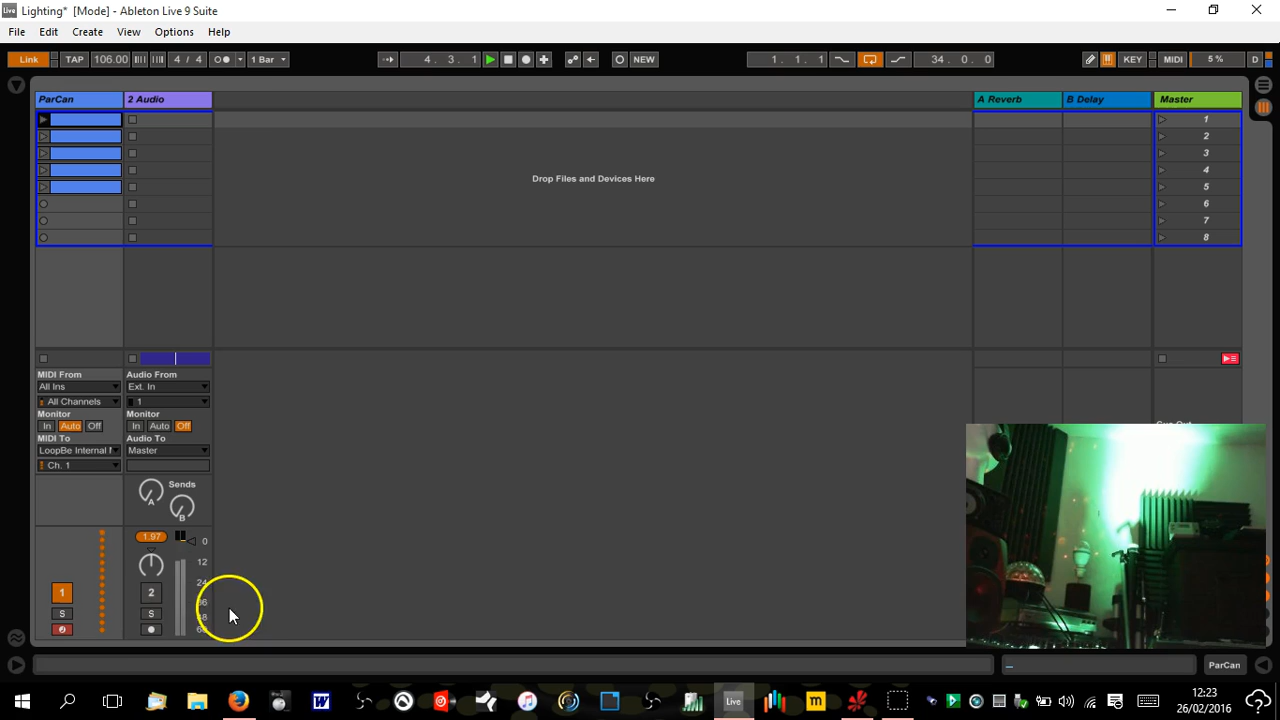 Live Lighting* [Mode] - Ableton Live 9 Suite
File Edit Create View Options Help
Link TAP 106.00 4 / 4 1 Bar 4. 3. 1 NEW 1. 1. 1 34. 0. 0 KEY MIDI 5 % D
ParCan 2 Audio A Reverb B Delay Master
1
2
3
4
5
6
7
8
Drop Files and Devices Here
MIDI From Audio From
All Ins Ext. In
All Channels 1
Monitor Monitor
In Auto Off In Auto Off
MIDI To Audio To
LoopBe Internal Master
Ch. 1
Sends
A
B
1.97 0
12
24
1 2
S S
ParCan
Live
12:23
26/02/2016